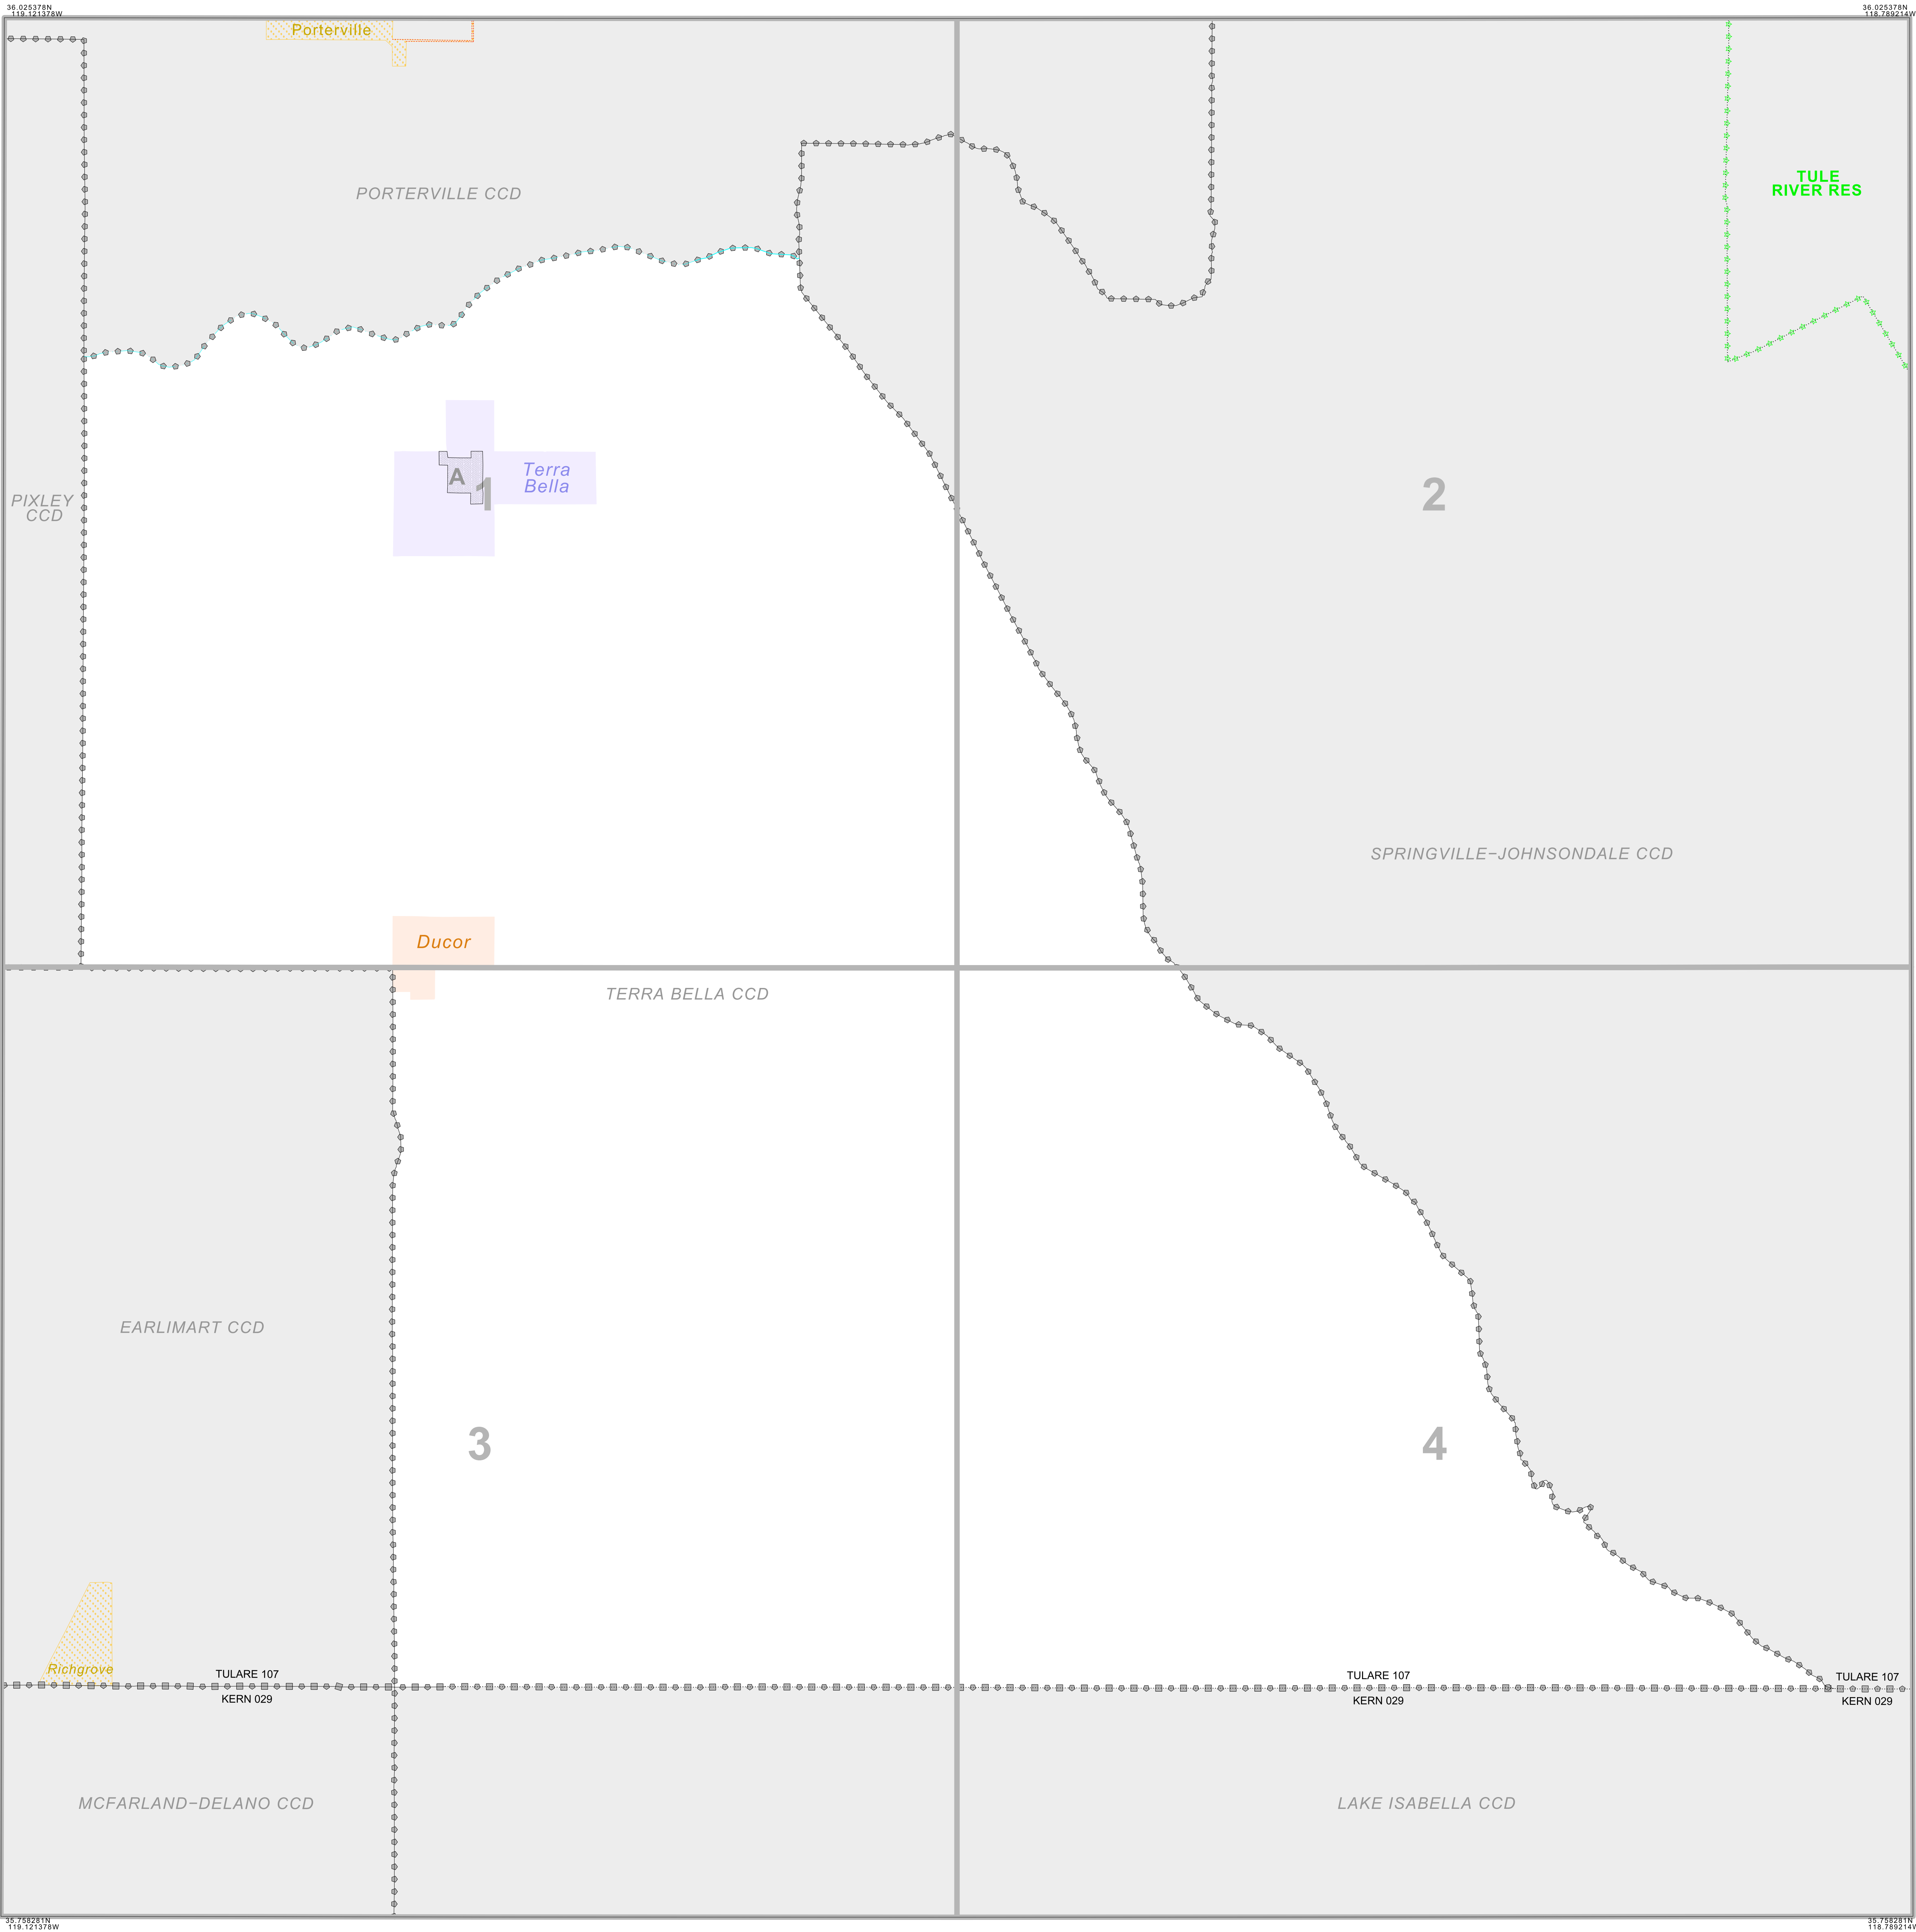 36.025378N
119.121378W
36.025378N
118.789214W
Porterville
TULE
RIVER RES
PORTERVILLE CCD
Terra
Bella
A
1
2
PIXLEY
CCD
SPRINGVILLE–JOHNSONDALE CCD
Ducor
TERRA BELLA CCD
EARLIMART CCD
3
4
Richgrove
TULARE 107
KERN 029
TULARE 107
KERN 029
TULARE 107
KERN 029
MCFARLAND–DELANO CCD
LAKE ISABELLA CCD
35.758281N
119.121378W
35.758281N
118.789214W